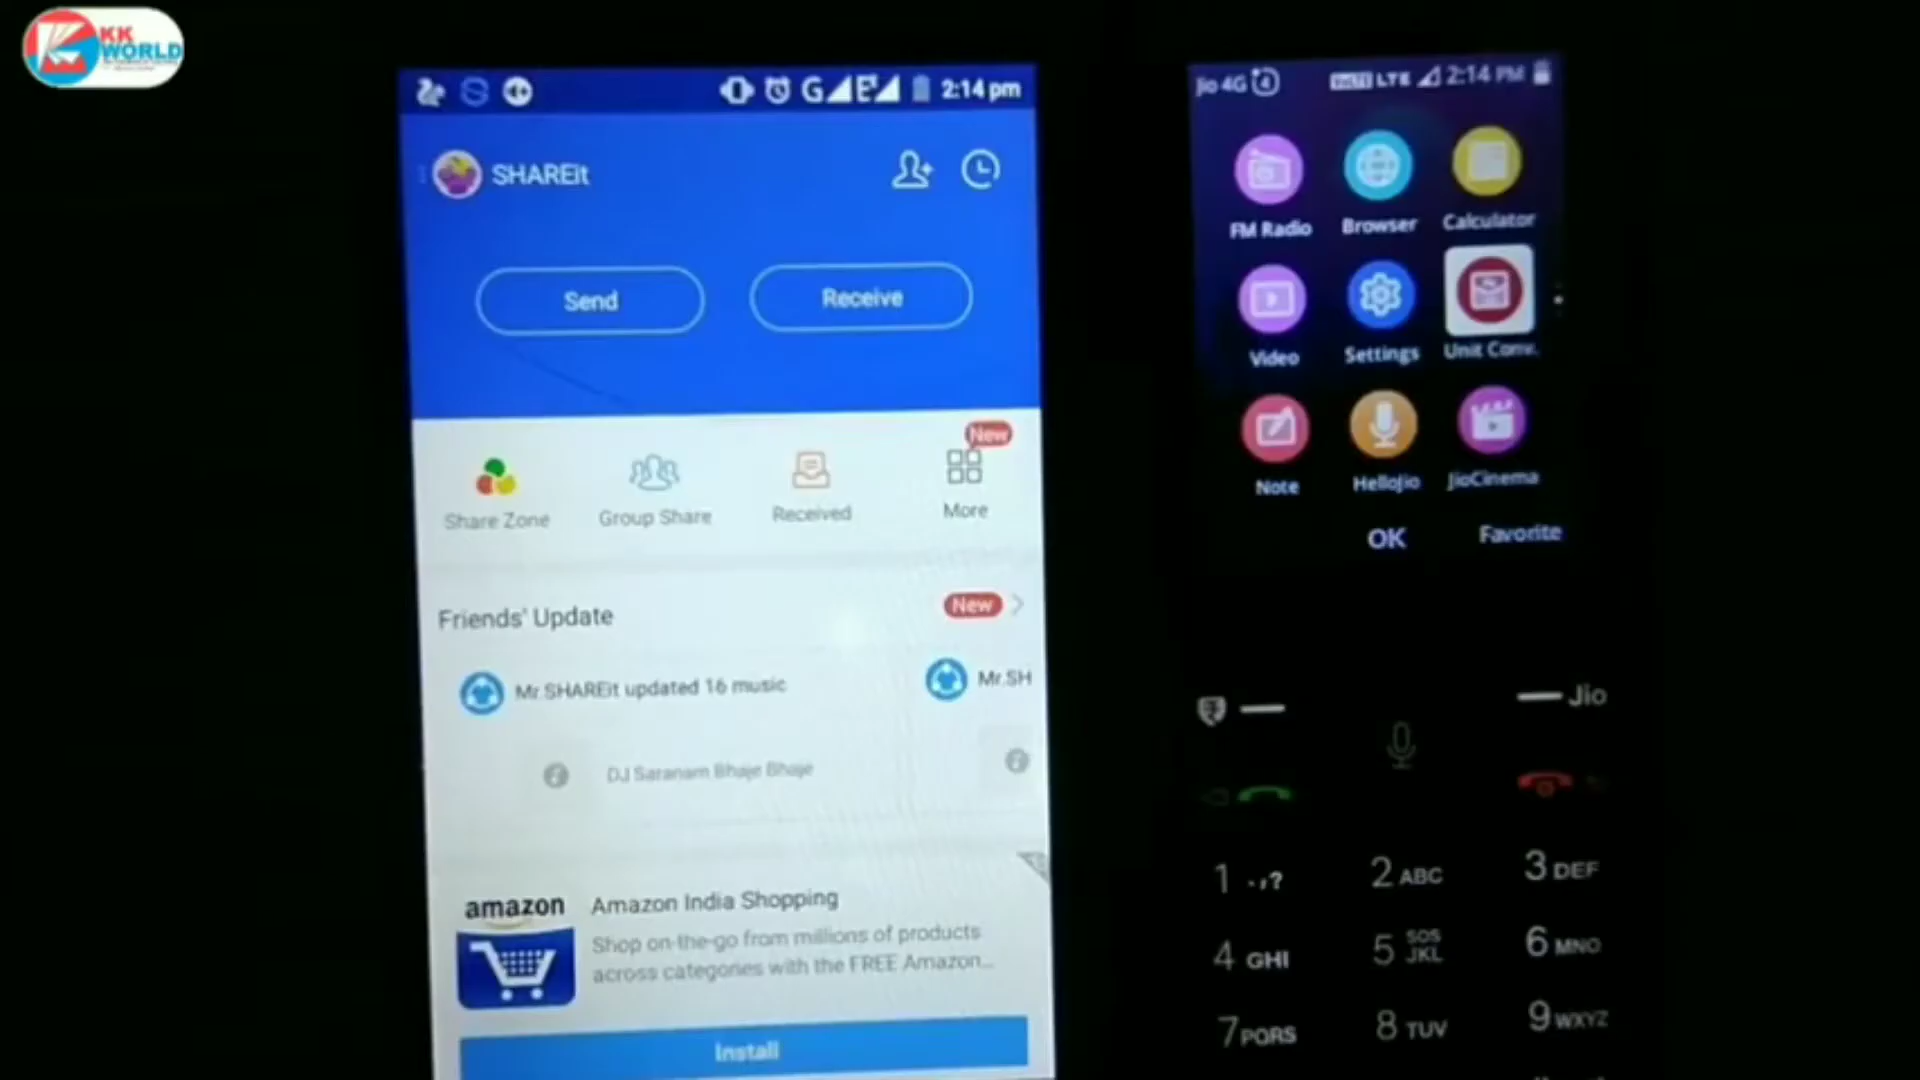 KK
WORLD
2:14 pm
SHAREit
Send
Receive
New
Share Zone
Group Share
Received
More
Friends' Update
New
Mr.SHAREit updated 16 music
Mr.SH
DJ Saranam Bhaje Bhaje
amazon
Amazon India Shopping
Shop on-the-go from millions of products
across categories with the FREE Amazon...
Install
Jio 4G 4 VoLTE LTE 2:14 PM
FM Radio
Browser
Calculator
Video
Settings
Unit Conv.
Note
HelloJio
JioCinema
OK
Favorite
Jio
1 .,?
2 ABC
3 DEF
4 GHI
5 SOS JKL
6 MNO
7 PQRS
8 TUV
9 WXYZ